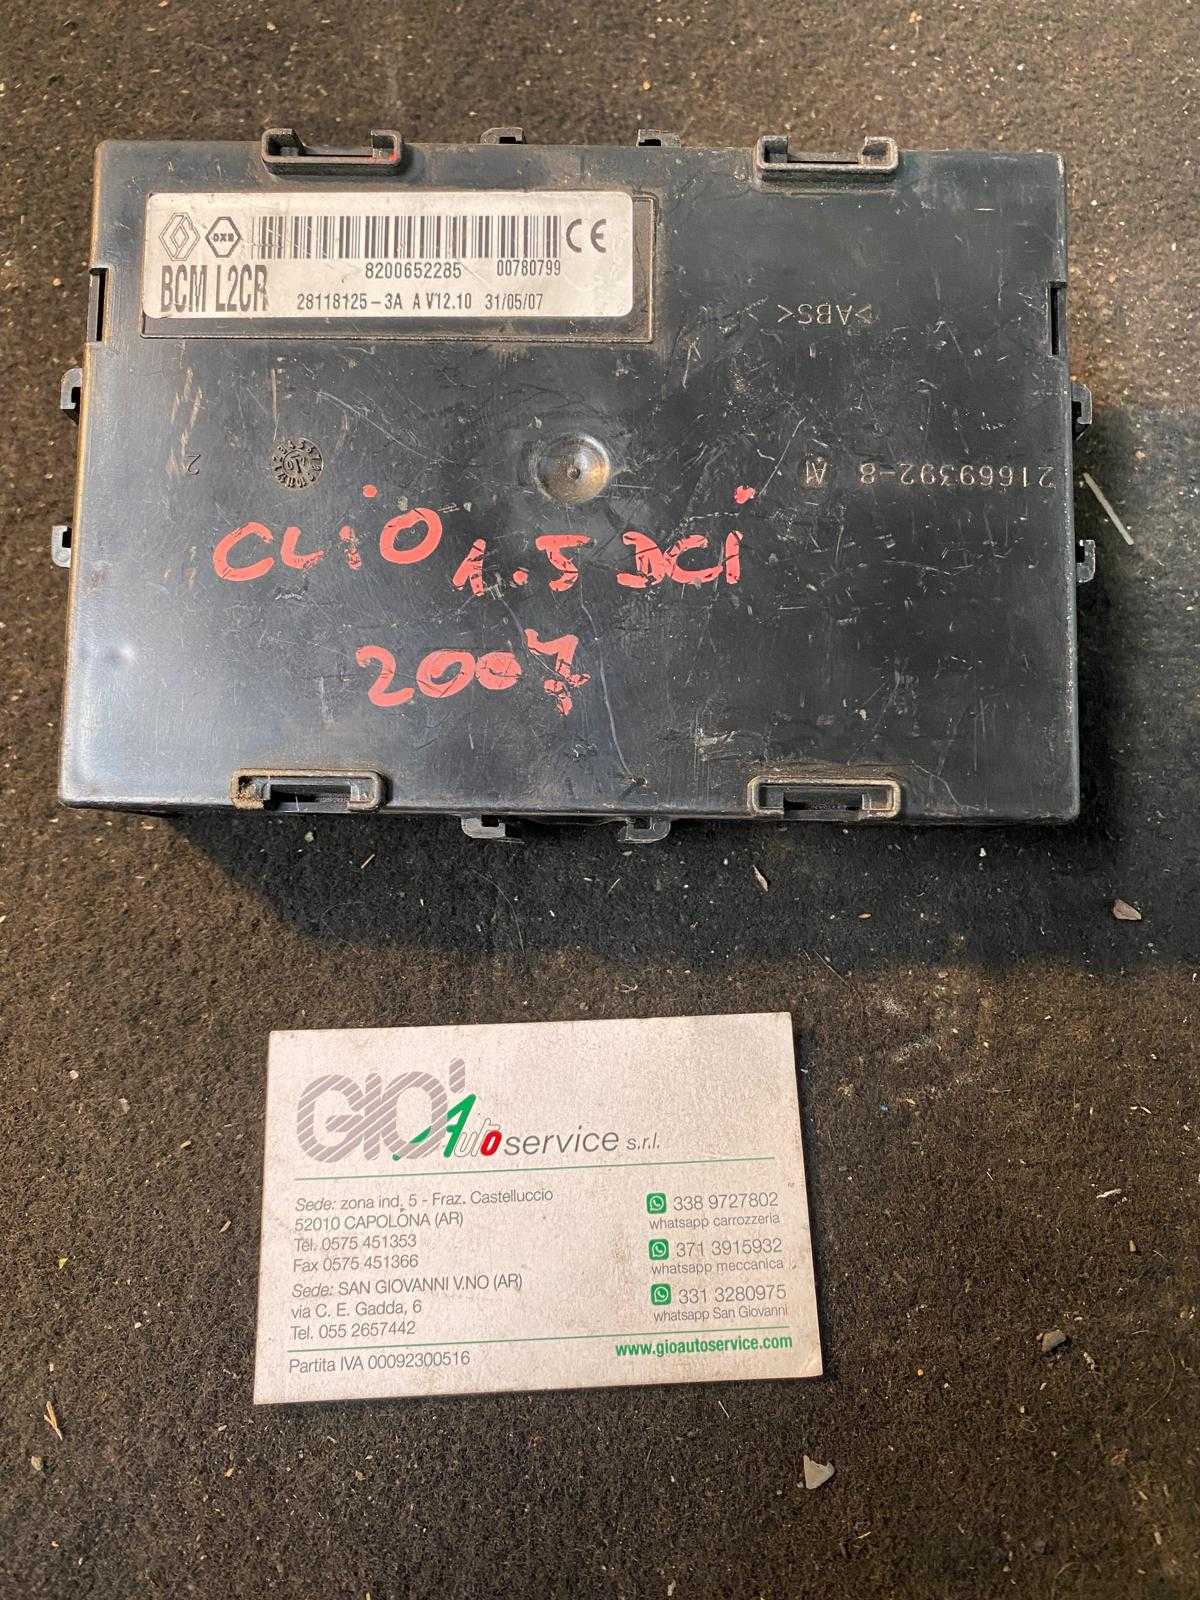 8200652285 00780799 CE
BCM L2CR 28118125-3A A V12.10 31/05/07
>ABS<
21669392-8 A1
2
CLiO 1.5 DCi
2007
GIO' Autoservice s.r.l.
Sede: zona ind. 5 - Fraz. Castelluccio
52010 CAPOLONA (AR)
Tel. 0575 451353
Fax 0575 451366
Sede: SAN GIOVANNI V.NO (AR)
via C. E. Gadda, 6
Tel. 055 2657442
Partita IVA 00092300516
338 9727802
whatsapp carrozzeria
371 3915932
whatsapp meccanica
331 3280975
whatsapp San Giovanni
www.gioautoservice.com